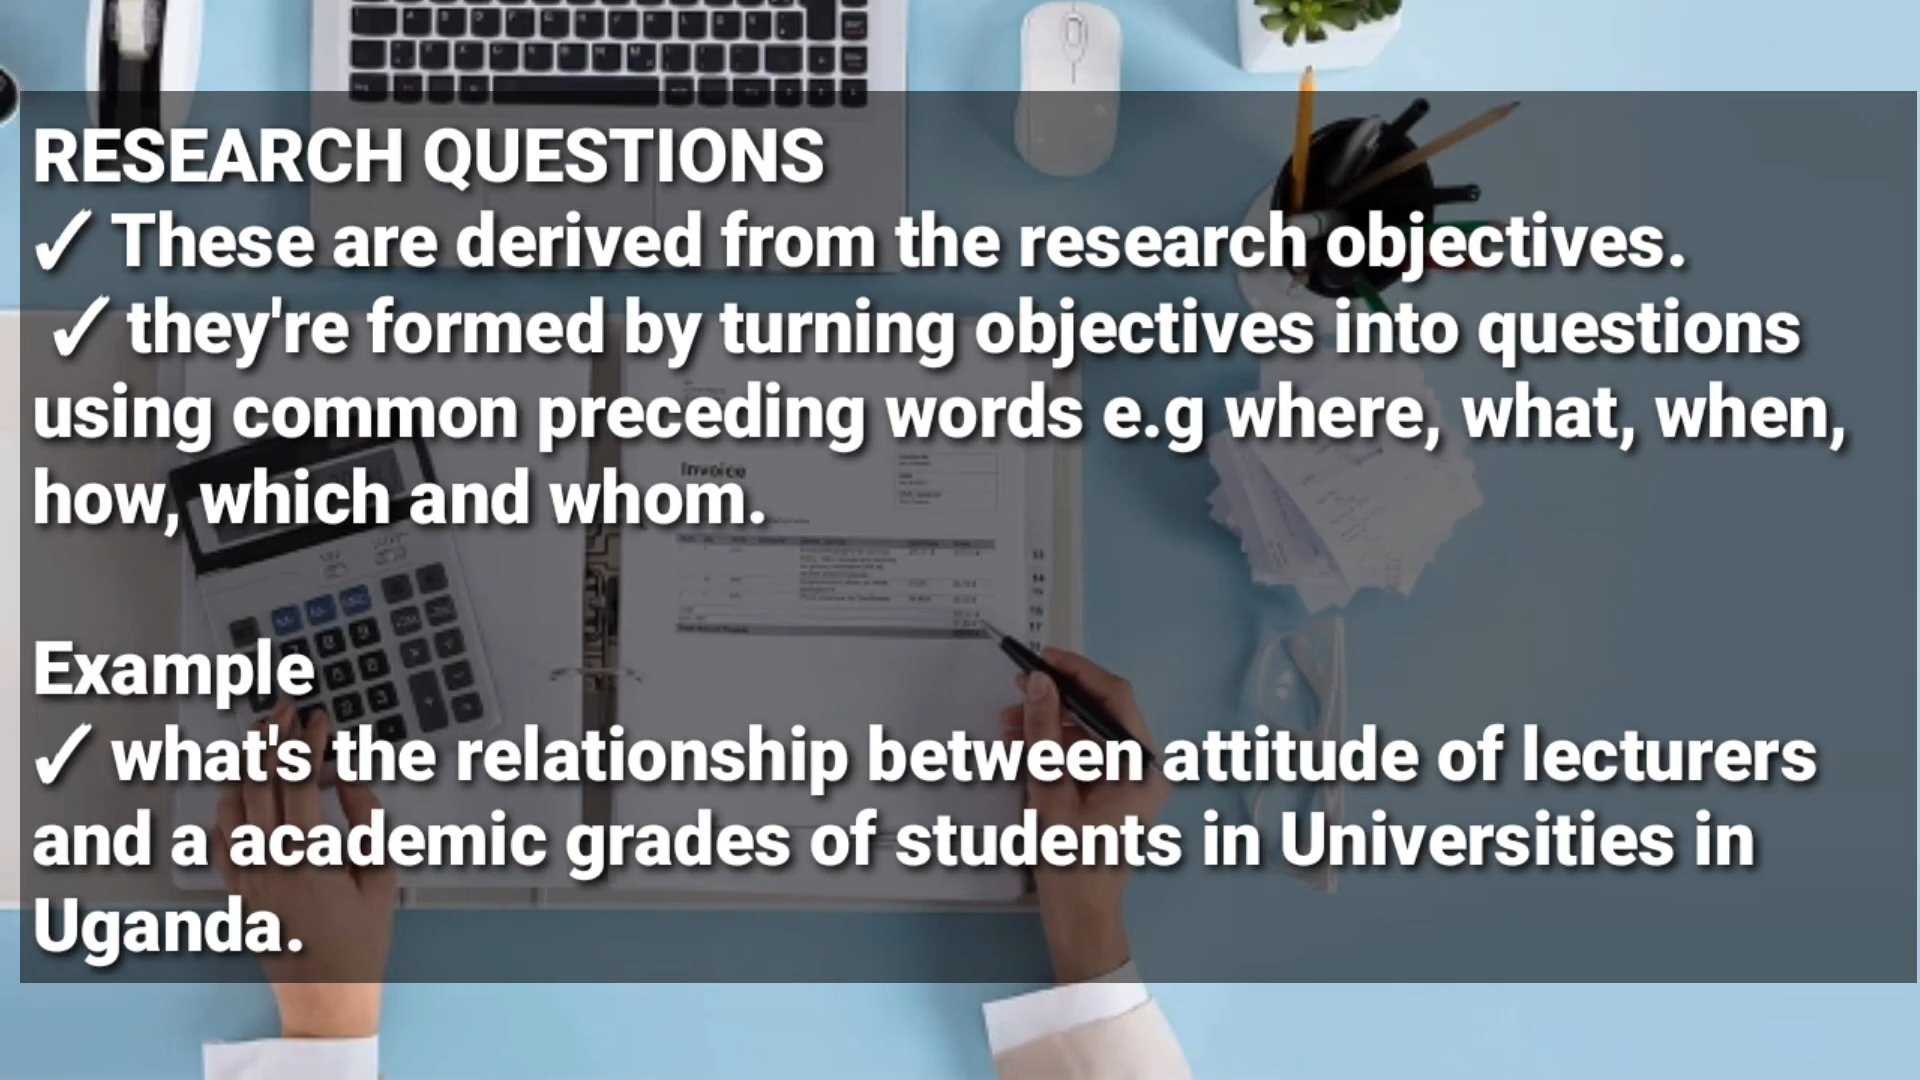 RESEARCH QUESTIONS
✓ These are derived from the research objectives.
✓ they're formed by turning objectives into questions
using common preceding words e.g where, what, when,
how, which and whom.
Example
✓ what's the relationship between attitude of lecturers
and a academic grades of students in Universities in
Uganda.
Invoice